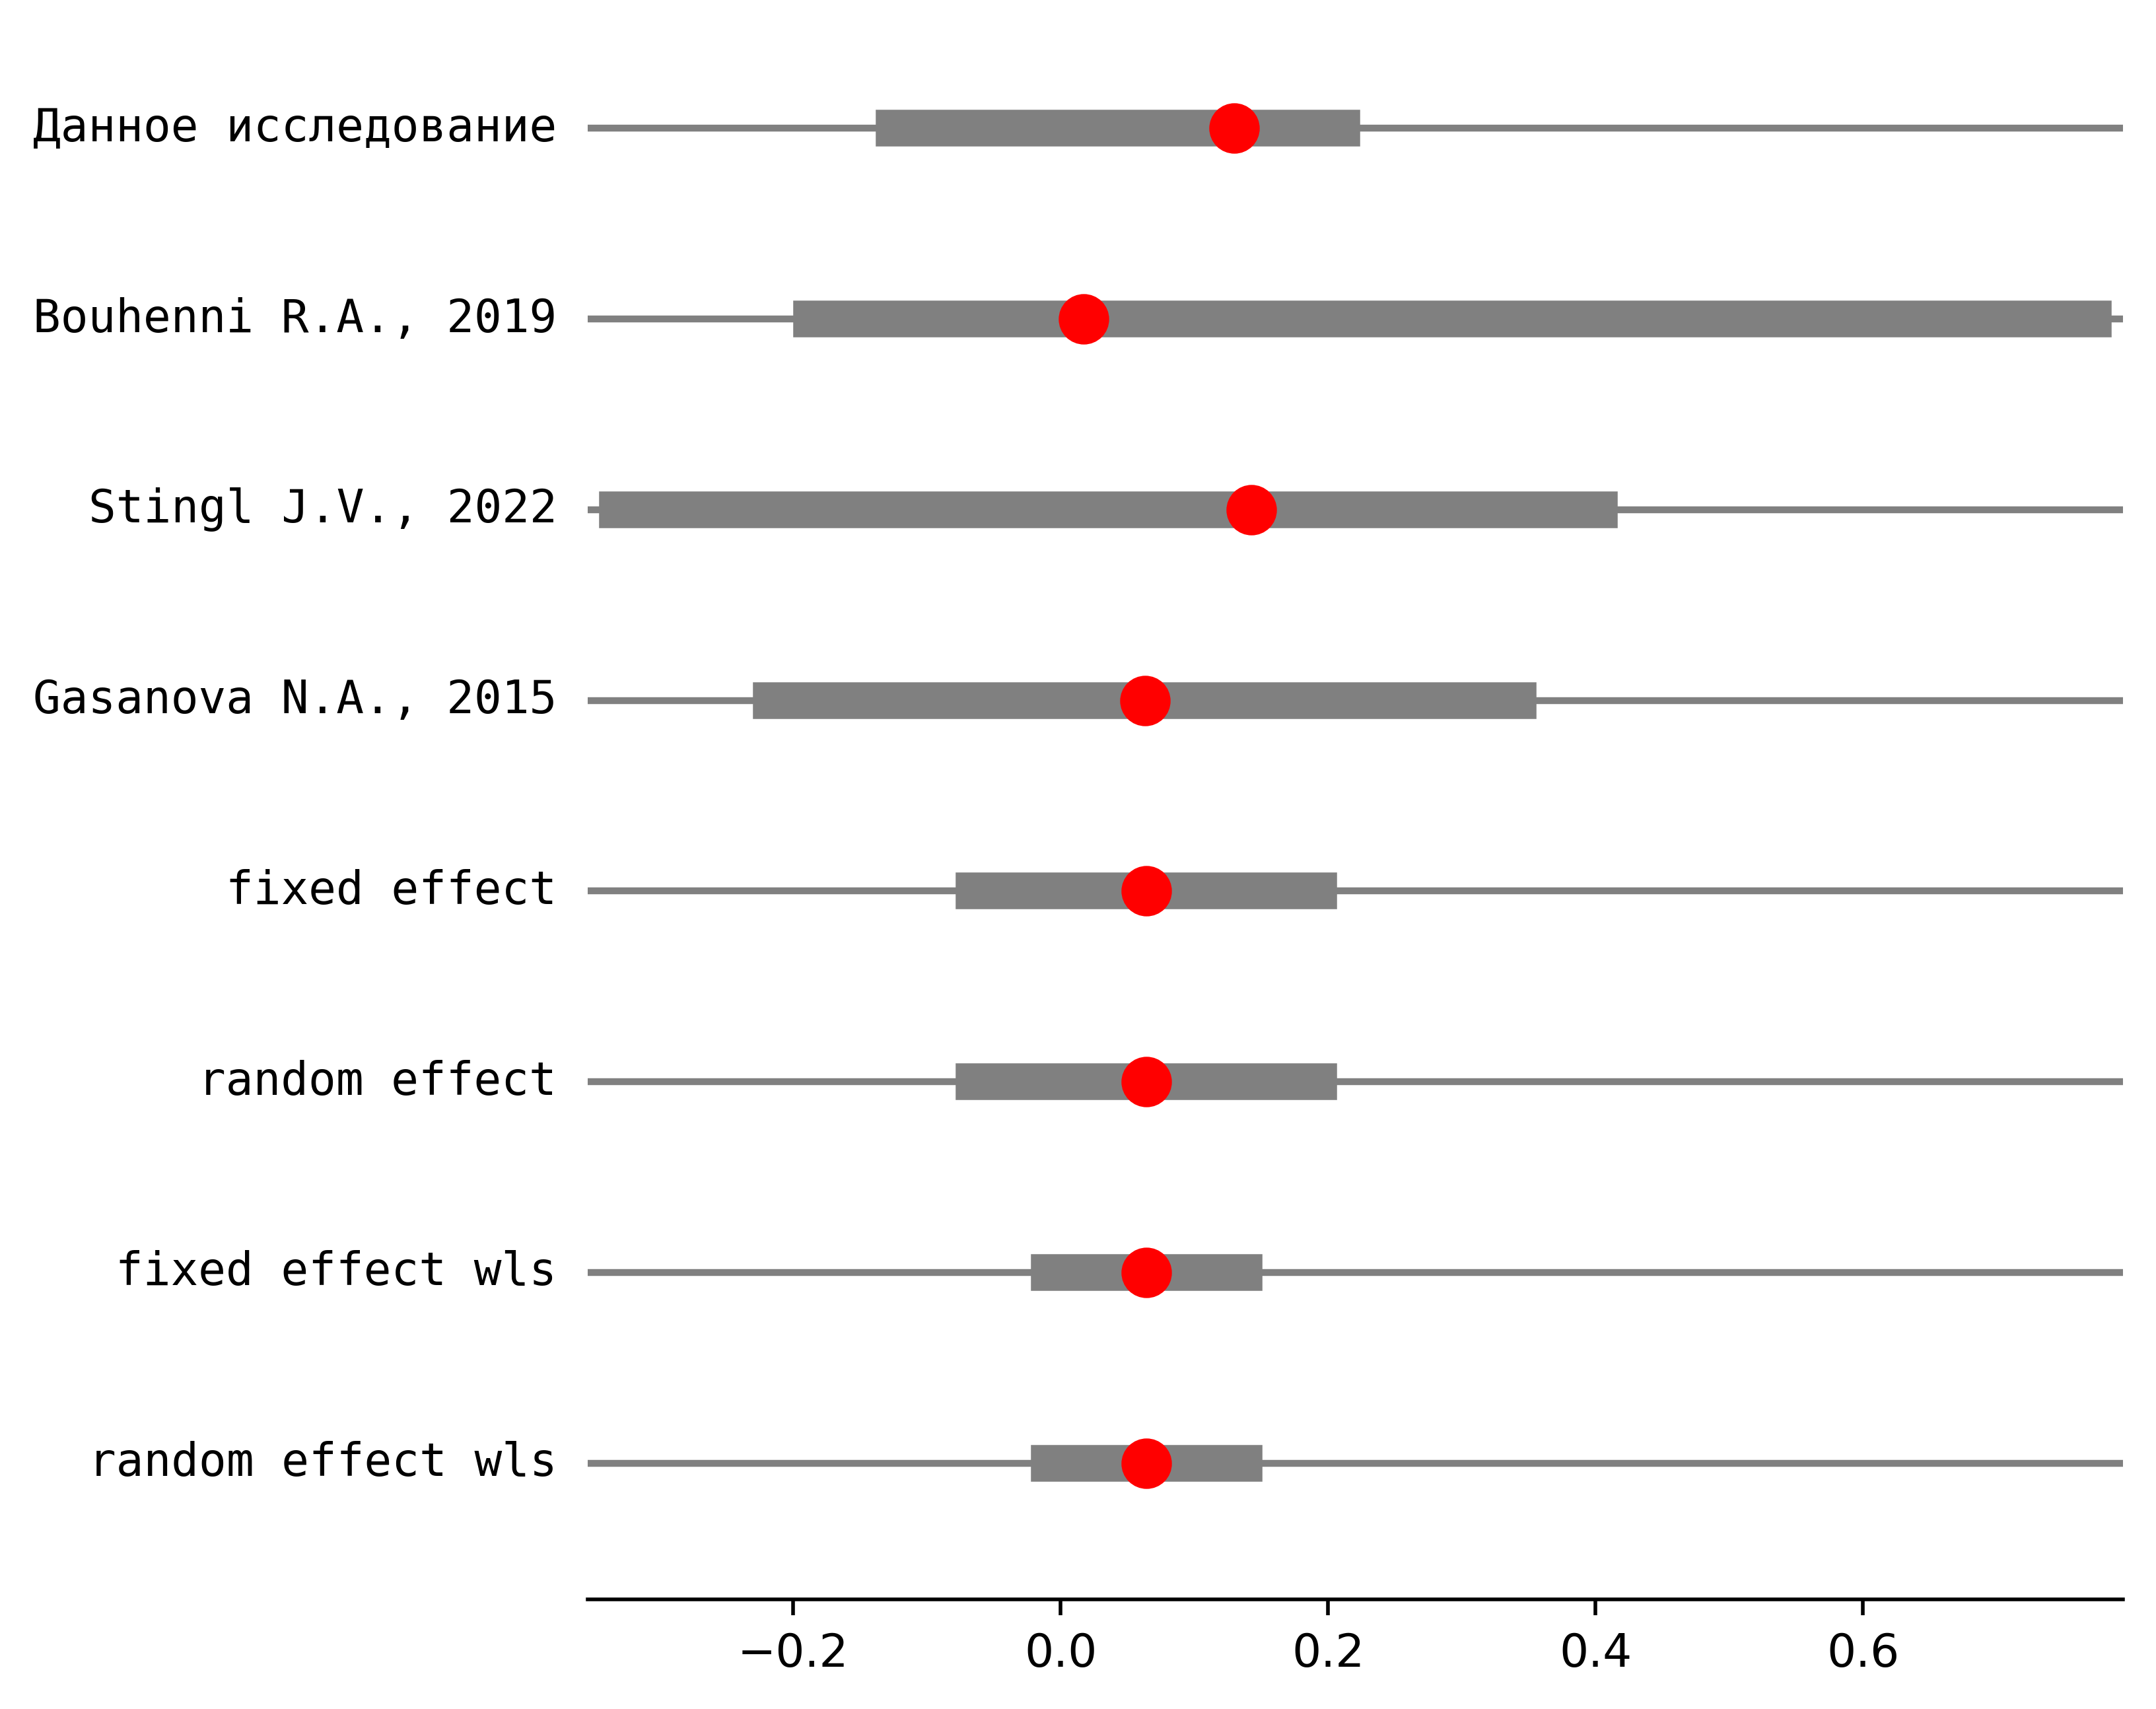 Данное исследование
Bouhenni R.A., 2019
Stingl J.V., 2022
Gasanova N.A., 2015
fixed effect
random effect
fixed effect wls
random effect wls
−0.2 0.0 0.2 0.4 0.6